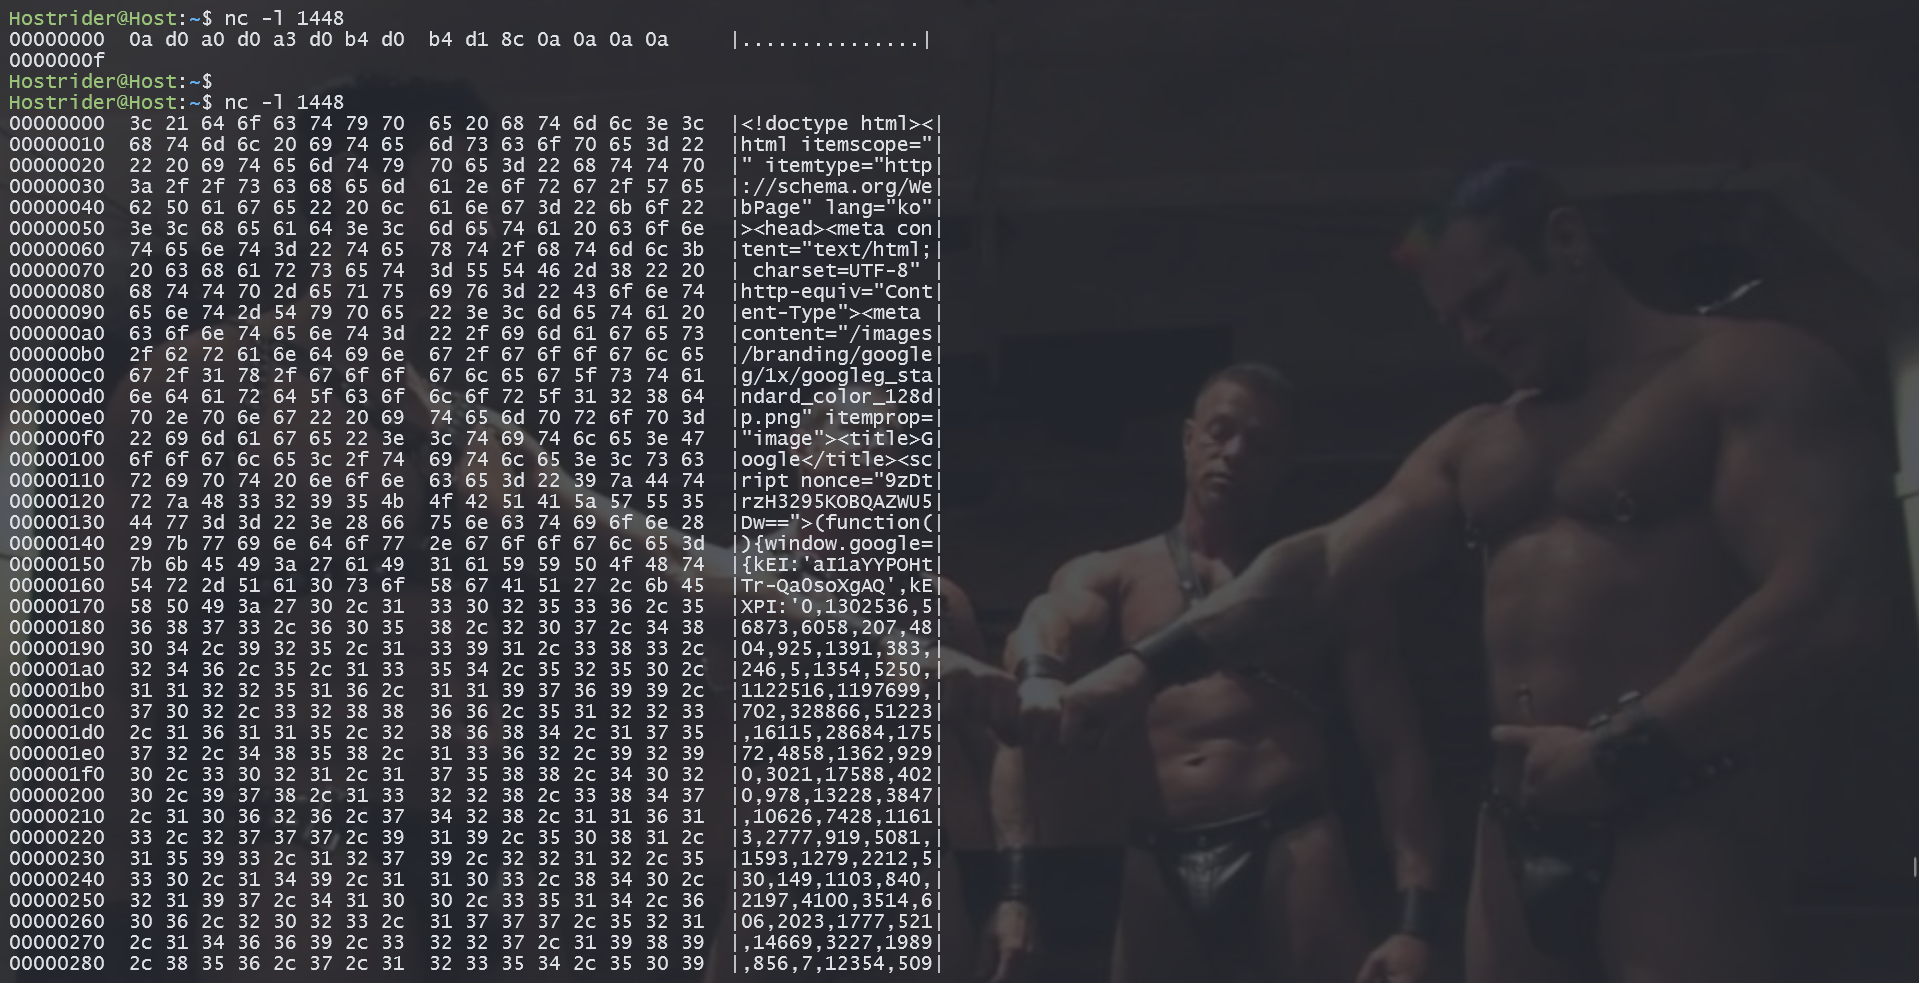 Hostrider@Host:~$ nc -l 1448
00000000  0a d0 a0 d0 a3 d0 b4 d0  b4 d1 8c 0a 0a 0a 0a     |...............|
0000000f
Hostrider@Host:~$
Hostrider@Host:~$ nc -l 1448
00000000  3c 21 64 6f 63 74 79 70  65 20 68 74 6d 6c 3e 3c  |<!doctype html><|
00000010  68 74 6d 6c 20 69 74 65  6d 73 63 6f 70 65 3d 22  |html itemscope="|
00000020  22 20 69 74 65 6d 74 79  70 65 3d 22 68 74 74 70  |" itemtype="http|
00000030  3a 2f 2f 73 63 68 65 6d  61 2e 6f 72 67 2f 57 65  |://schema.org/We|
00000040  62 50 61 67 65 22 20 6c  61 6e 67 3d 22 6b 6f 22  |bPage" lang="ko"|
00000050  3e 3c 68 65 61 64 3e 3c  6d 65 74 61 20 63 6f 6e  |><head><meta con|
00000060  74 65 6e 74 3d 22 74 65  78 74 2f 68 74 6d 6c 3b  |tent="text/html;|
00000070  20 63 68 61 72 73 65 74  3d 55 54 46 2d 38 22 20  | charset=UTF-8" |
00000080  68 74 74 70 2d 65 71 75  69 76 3d 22 43 6f 6e 74  |http-equiv="Cont|
00000090  65 6e 74 2d 54 79 70 65  22 3e 3c 6d 65 74 61 20  |ent-Type"><meta |
000000a0  63 6f 6e 74 65 6e 74 3d  22 2f 69 6d 61 67 65 73  |content="/images|
000000b0  2f 62 72 61 6e 64 69 6e  67 2f 67 6f 6f 67 6c 65  |/branding/google|
000000c0  67 2f 31 78 2f 67 6f 6f  67 6c 65 67 5f 73 74 61  |g/1x/googleg_sta|
000000d0  6e 64 61 72 64 5f 63 6f  6c 6f 72 5f 31 32 38 64  |ndard_color_128d|
000000e0  70 2e 70 6e 67 22 20 69  74 65 6d 70 72 6f 70 3d  |p.png" itemprop=|
000000f0  22 69 6d 61 67 65 22 3e  3c 74 69 74 6c 65 3e 47  |"image"><title>G|
00000100  6f 6f 67 6c 65 3c 2f 74  69 74 6c 65 3e 3c 73 63  |oogle</title><sc|
00000110  72 69 70 74 20 6e 6f 6e  63 65 3d 22 39 7a 44 74  |ript nonce="9zDt|
00000120  72 7a 48 33 32 39 35 4b  4f 42 51 41 5a 57 55 35  |rzH3295KOBQAZWU5|
00000130  44 77 3d 3d 22 3e 28 66  75 6e 63 74 69 6f 6e 28  |Dw==">(function(|
00000140  29 7b 77 69 6e 64 6f 77  2e 67 6f 6f 67 6c 65 3d  |){window.google=|
00000150  7b 6b 45 49 3a 27 61 49  31 61 59 59 50 4f 48 74  |{kEI:'aI1aYYPOHt|
00000160  54 72 2d 51 61 30 73 6f  58 67 41 51 27 2c 6b 45  |Tr-Qa0soXgAQ',kE|
00000170  58 50 49 3a 27 30 2c 31  33 30 32 35 33 36 2c 35  |XPI:'0,1302536,5|
00000180  36 38 37 33 2c 36 30 35  38 2c 32 30 37 2c 34 38  |6873,6058,207,48|
00000190  30 34 2c 39 32 35 2c 31  33 39 31 2c 33 38 33 2c  |04,925,1391,383,|
000001a0  32 34 36 2c 35 2c 31 33  35 34 2c 35 32 35 30 2c  |246,5,1354,5250,|
000001b0  31 31 32 32 35 31 36 2c  31 31 39 37 36 39 39 2c  |1122516,1197699,|
000001c0  37 30 32 2c 33 32 38 38  36 36 2c 35 31 32 32 33  |702,328866,51223|
000001d0  2c 31 36 31 31 35 2c 32  38 36 38 34 2c 31 37 35  |,16115,28684,175|
000001e0  37 32 2c 34 38 35 38 2c  31 33 36 32 2c 39 32 39  |72,4858,1362,929|
000001f0  30 2c 33 30 32 31 2c 31  37 35 38 38 2c 34 30 32  |0,3021,17588,402|
00000200  30 2c 39 37 38 2c 31 33  32 32 38 2c 33 38 34 37  |0,978,13228,3847|
00000210  2c 31 30 36 32 36 2c 37  34 32 38 2c 31 31 36 31  |,10626,7428,1161|
00000220  33 2c 32 37 37 37 2c 39  31 39 2c 35 30 38 31 2c  |3,2777,919,5081,|
00000230  31 35 39 33 2c 31 32 37  39 2c 32 32 31 32 2c 35  |1593,1279,2212,5|
00000240  33 30 2c 31 34 39 2c 31  31 30 33 2c 38 34 30 2c  |30,149,1103,840,|
00000250  32 31 39 37 2c 34 31 30  30 2c 33 35 31 34 2c 36  |2197,4100,3514,6|
00000260  30 36 2c 32 30 32 33 2c  31 37 37 37 2c 35 32 31  |06,2023,1777,521|
00000270  2c 31 34 36 36 39 2c 33  32 32 37 2c 31 39 38 39  |,14669,3227,1989|
00000280  2c 38 35 36 2c 37 2c 31  32 33 35 34 2c 35 30 39  |,856,7,12354,509|